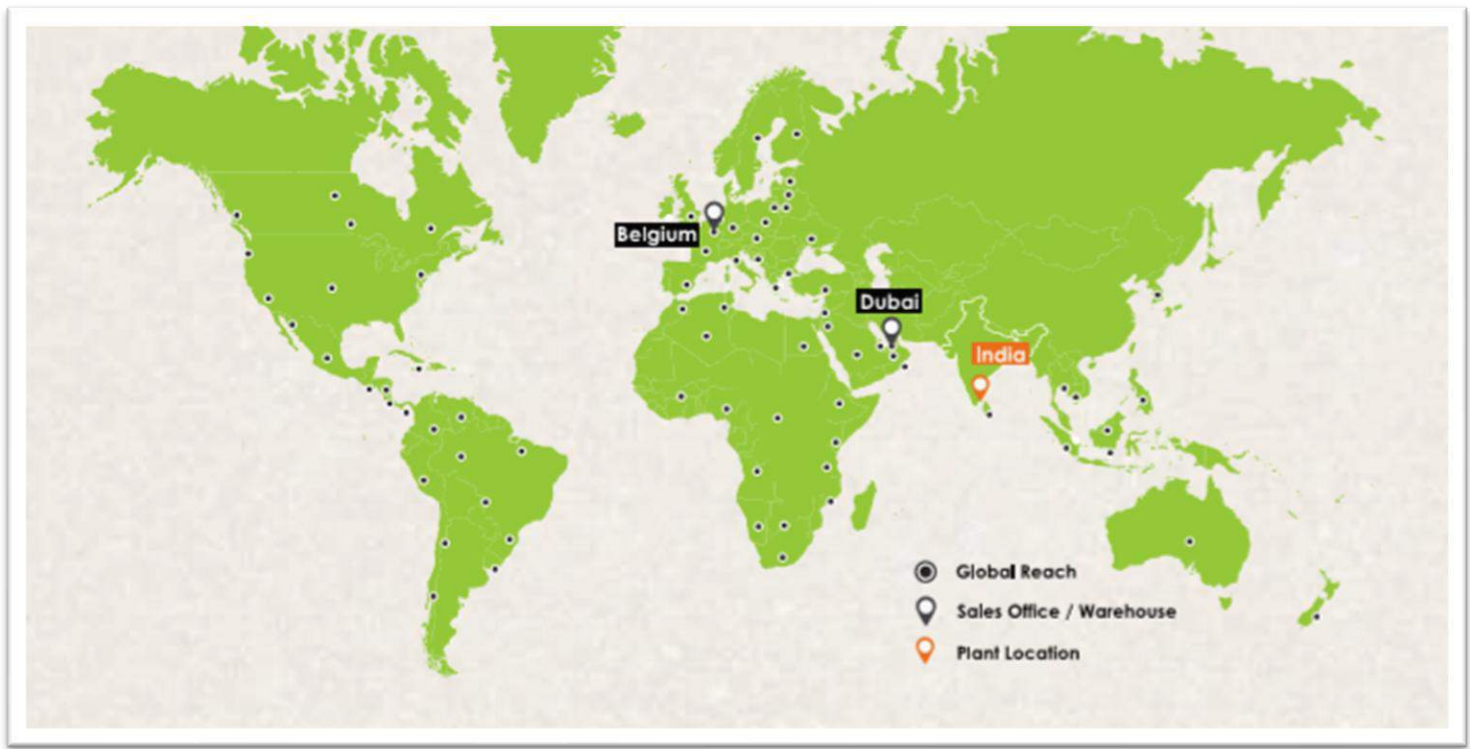 Belgium
Dubai
India
Global Reach
Sales Office / Warehouse
Plant Location